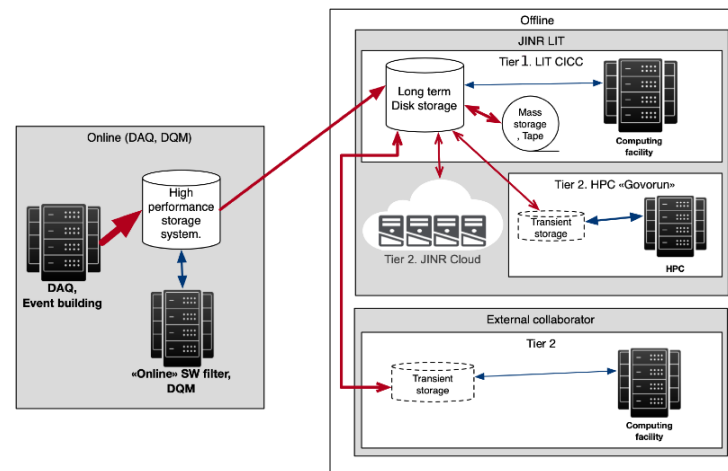 Offline
JINR LIT
Tier 1. LIT CICC
Long term
Disk storage
Mass
storage
, Tape
Computing
facility
Online (DAQ, DQM)
High
performance
storage
system.
DAQ,
Event building
«Online» SW filter,
DQM
Tier 2. HPC «Govorun»
Transient
storage
HPC
Tier 2. JINR Cloud
External collaborator
Tier 2
Transient
storage
Computing
facility